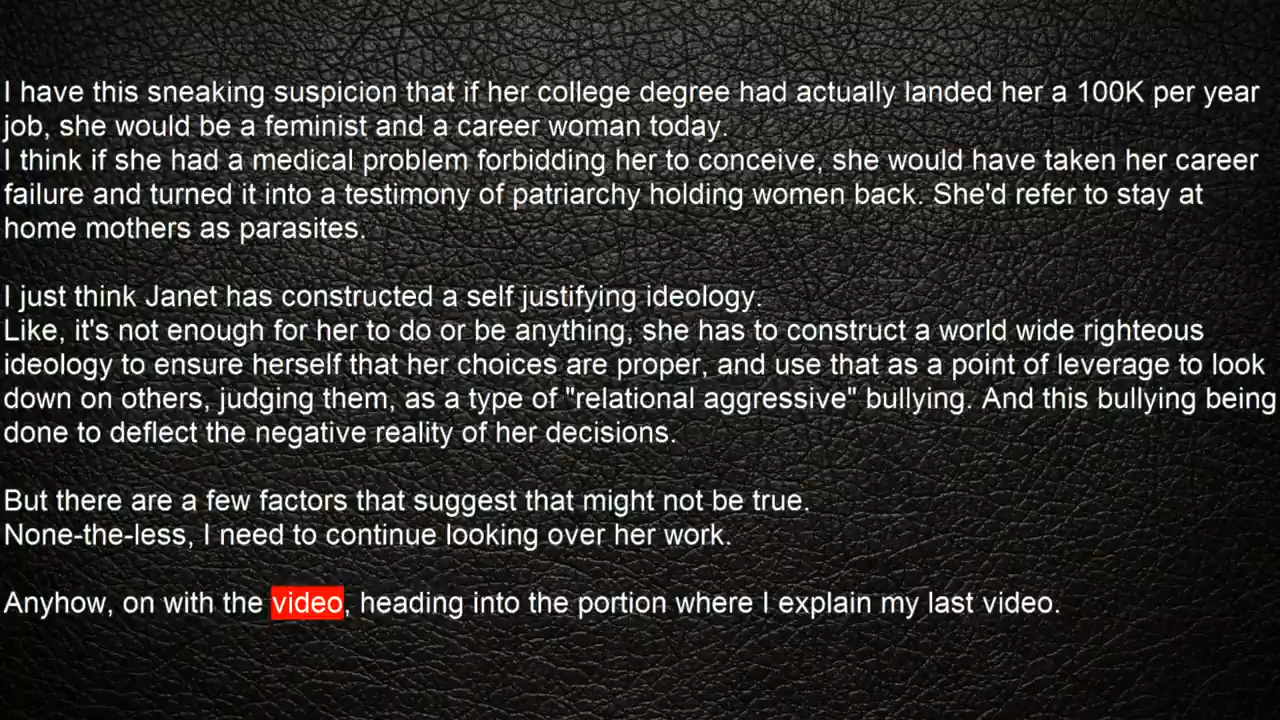 I have this sneaking suspicion that if her college degree had actually landed her a 100K per year
job, she would be a feminist and a career woman today.
I think if she had a medical problem forbidding her to conceive, she would have taken her career
failure and turned it into a testimony of patriarchy holding women back. She'd refer to stay at
home mothers as parasites.
I just think Janet has constructed a self justifying ideology.
Like, it's not enough for her to do or be anything, she has to construct a world wide righteous
ideology to ensure herself that her choices are proper, and use that as a point of leverage to look
down on others, judging them, as a type of "relational aggressive" bullying. And this bullying being
done to deflect the negative reality of her decisions.
But there are a few factors that suggest that might not be true.
None-the-less, I need to continue looking over her work.
Anyhow, on with the video, heading into the portion where I explain my last video.